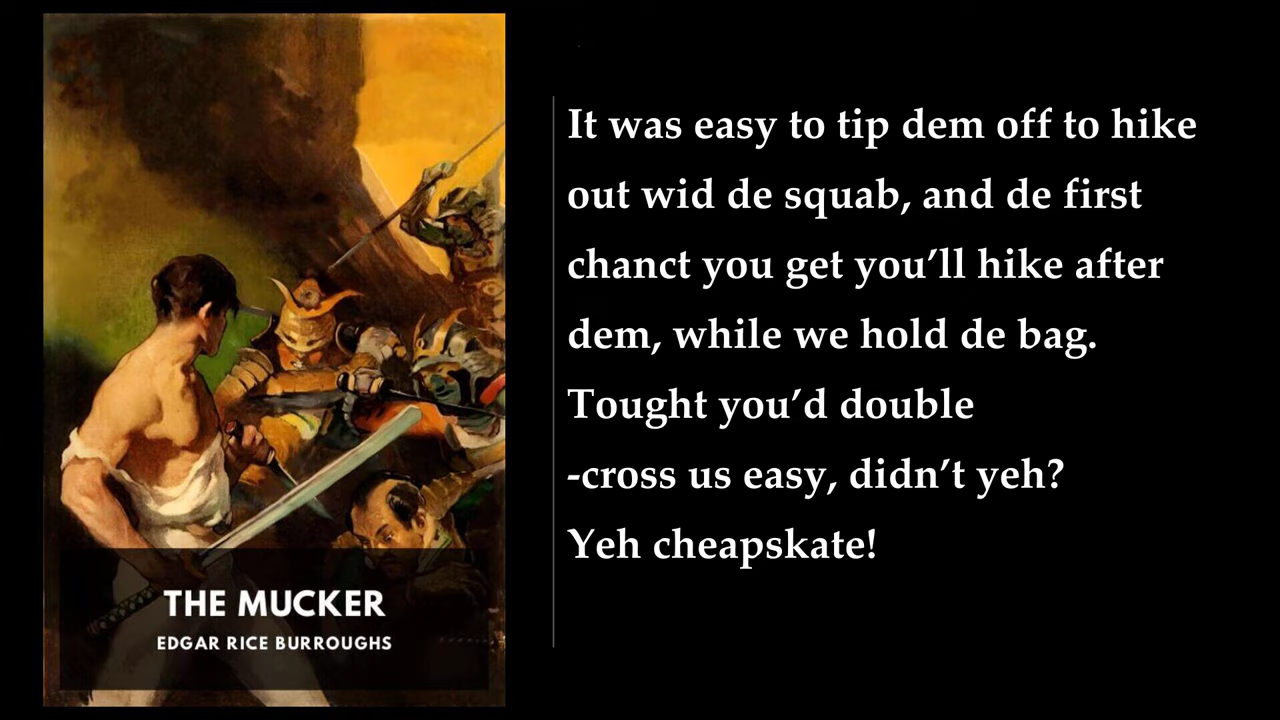 It was easy to tip dem off to hike
out wid de squab, and de first
chanct you get you’ll hike after
dem, while we hold de bag.
Tought you’d double
-cross us easy, didn’t yeh?
Yeh cheapskate!
THE MUCKER
EDGAR RICE BURROUGHS